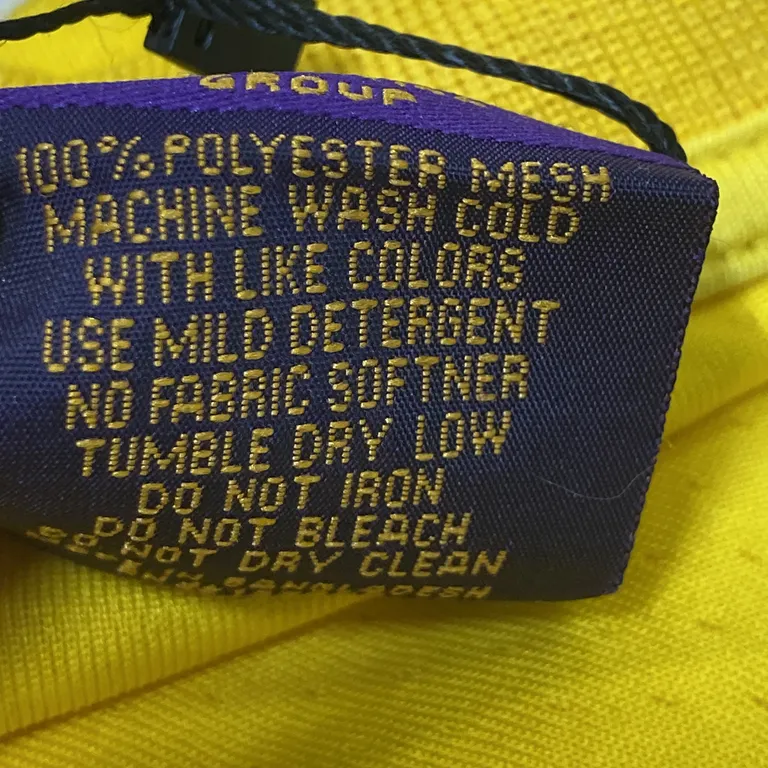 GROUP
100% POLYESTER MESH
MACHINE WASH COLD
WITH LIKE COLORS
USE MILD DETERGENT
NO FABRIC SOFTNER
TUMBLE DRY LOW
DO NOT IRON
DO NOT BLEACH
DO NOT DRY CLEAN
BANGLADESH